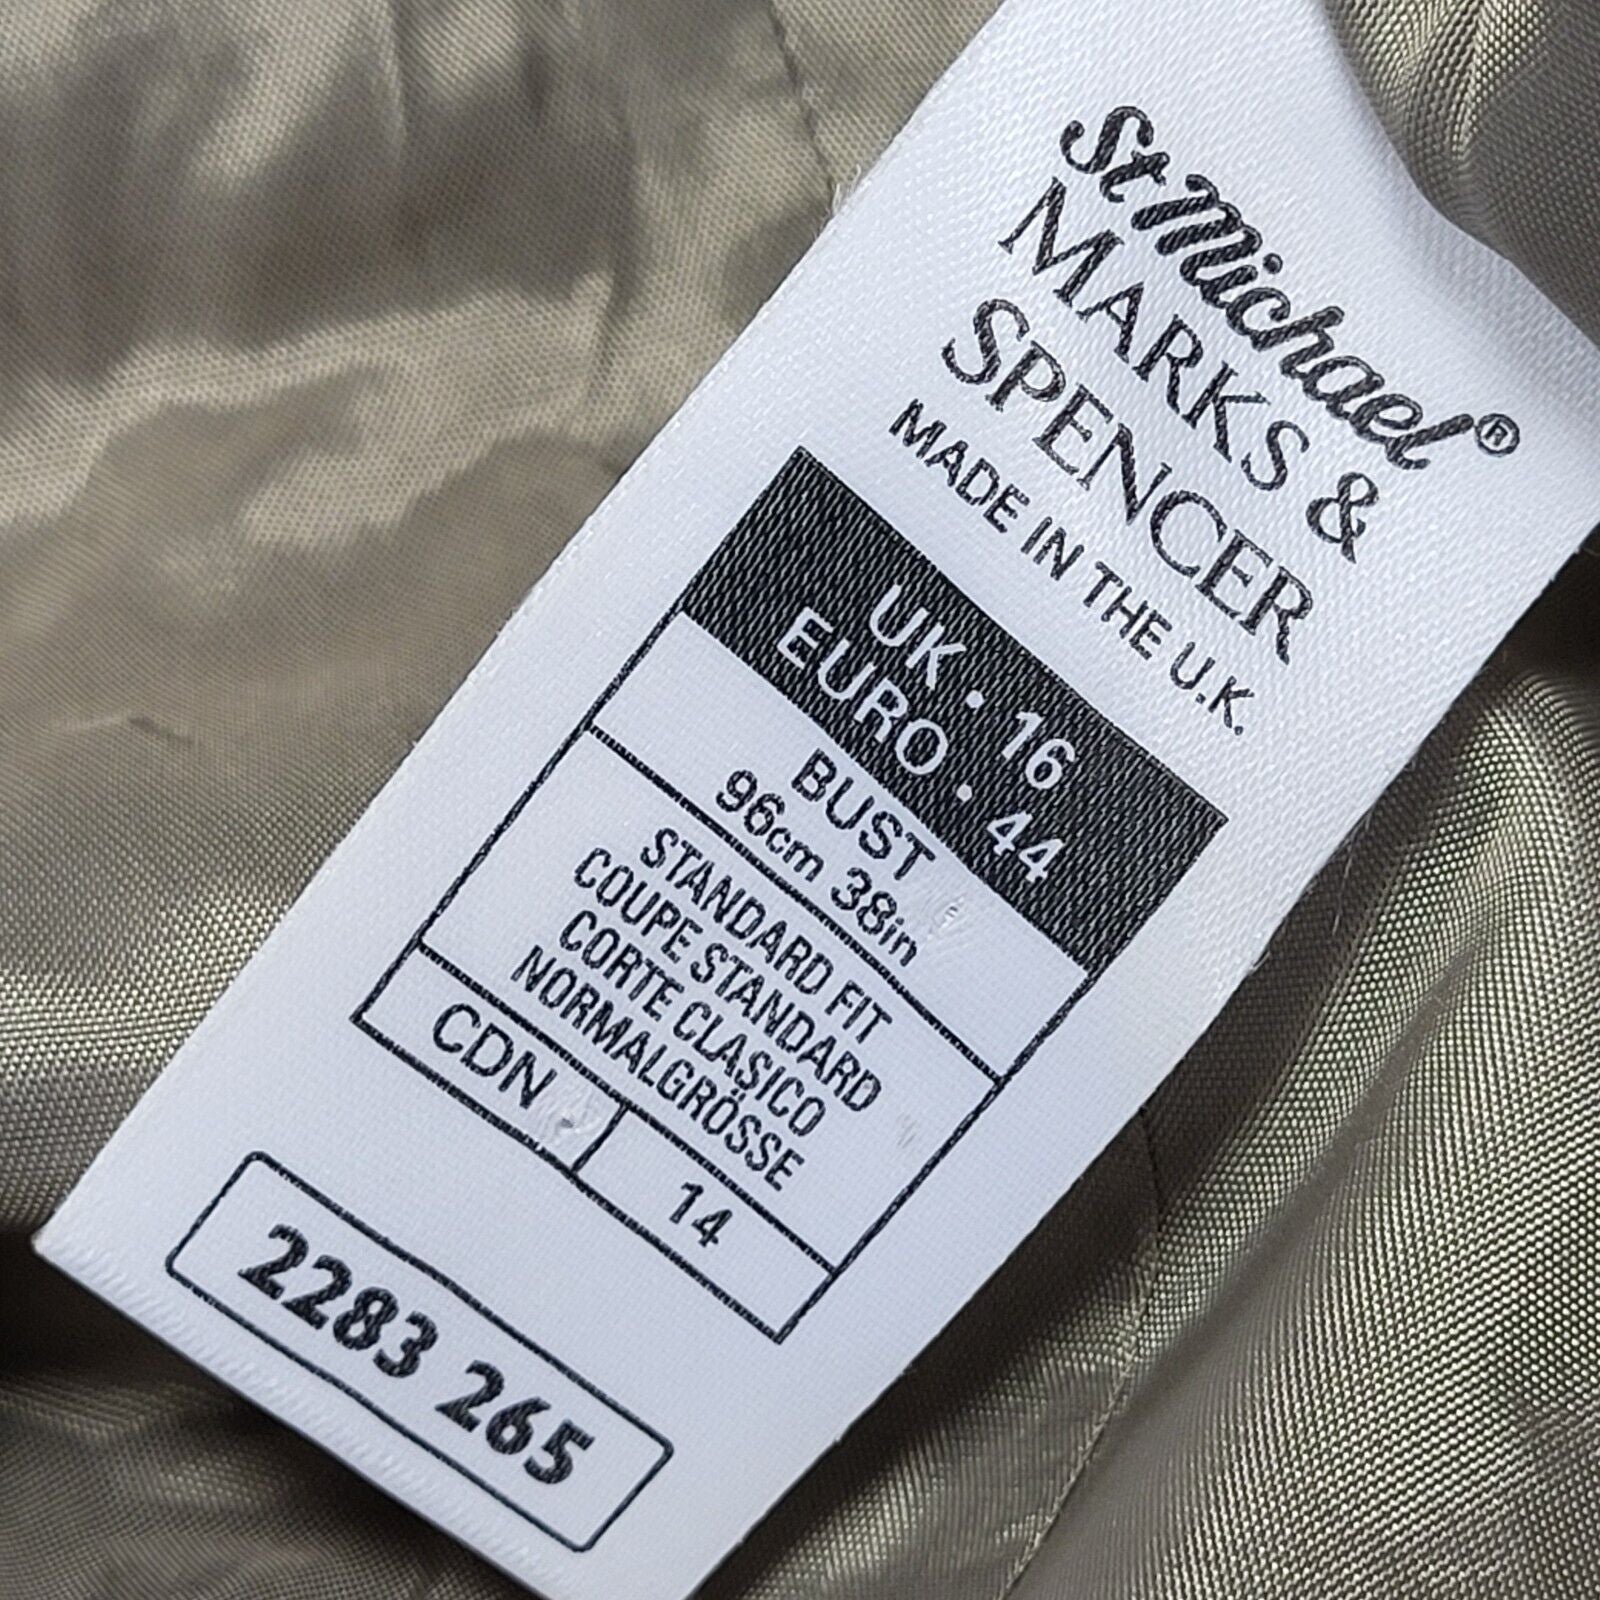 St Michael®
MARKS &
SPENCER
MADE IN THE U.K.
UK • 16
EURO • 44
BUST
96cm 38in
STANDARD FIT
COUPE STANDARD
CORTE CLASICO
NORMALGRÖSSE
CDN 14
2283 265